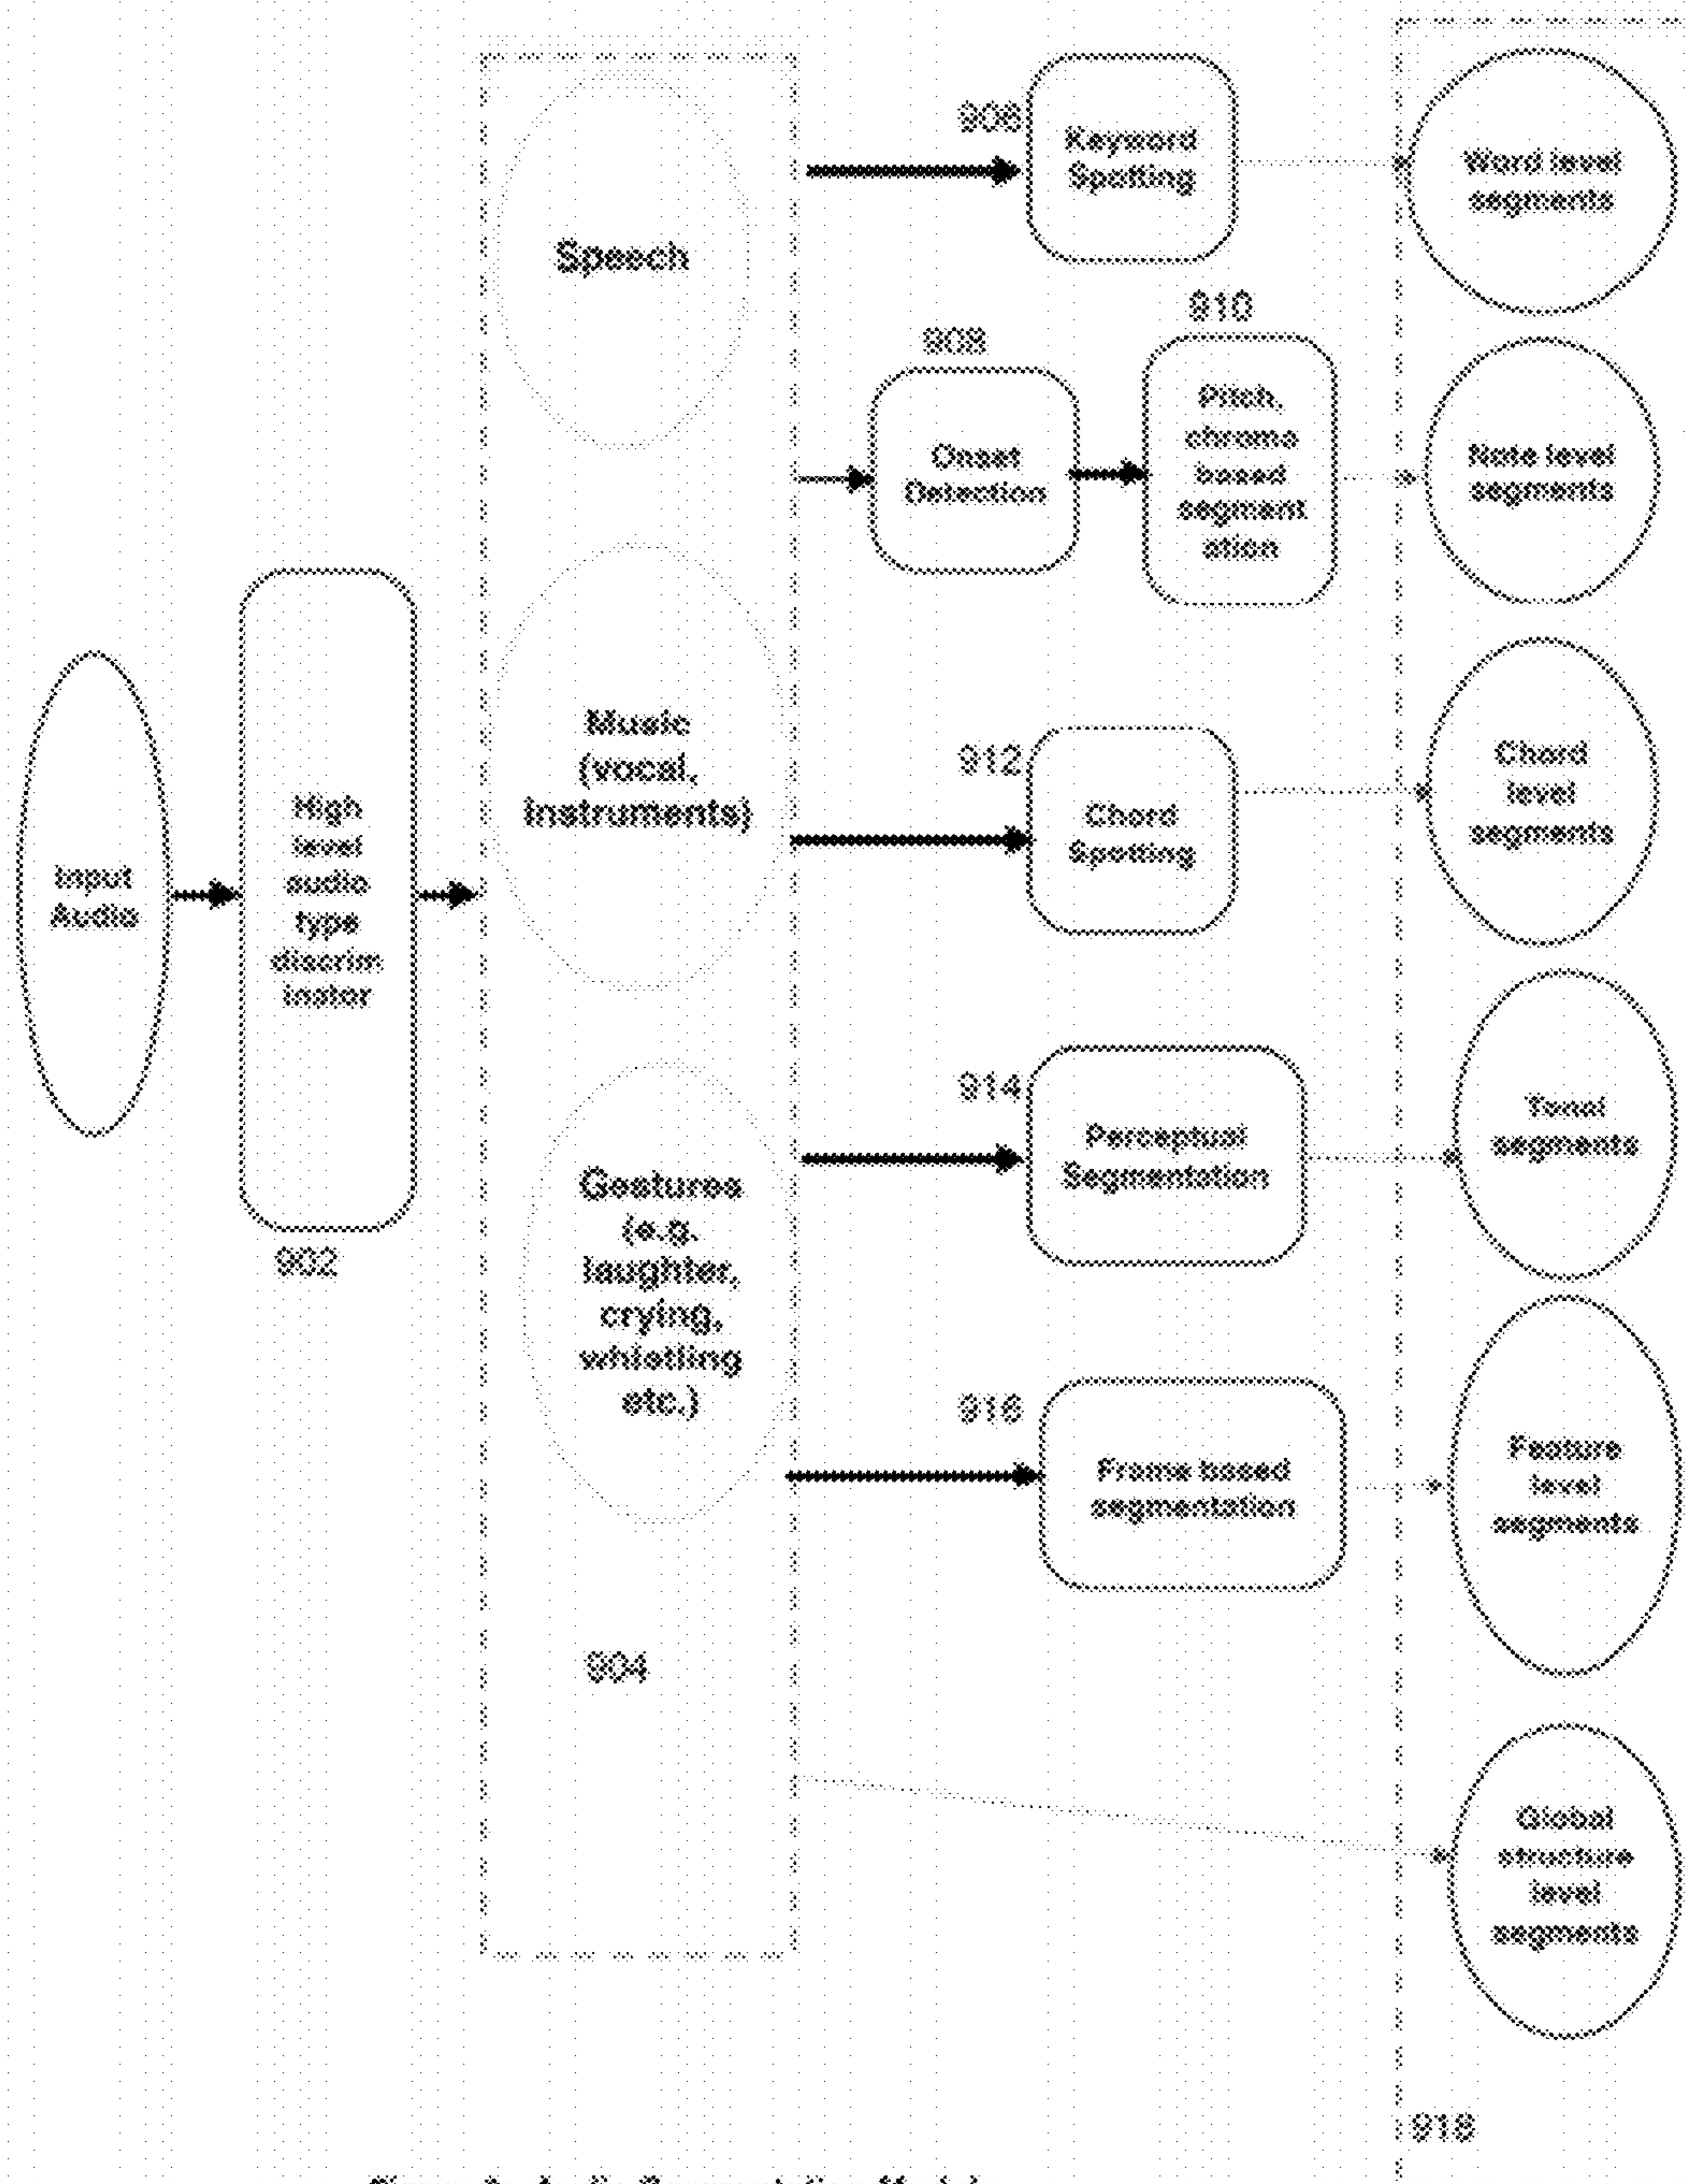 Input
Audio
High
level
audio
type
discrim
inator
902
Speech
Music
(vocal,
instruments)
Gestures
(e.g.
laughter,
crying,
whistling
etc.)
904
906
Keyword
Spotting
Word level
segments
908
Onset
Detection
910
Pitch,
chroma
based
segment
ation
Note level
segments
912
Chord
Spotting
Chord
level
segments
914
Perceptual
Segmentation
Tonal
segments
916
Frame based
segmentation
Feature
level
segments
Global
structure
level
segments
918